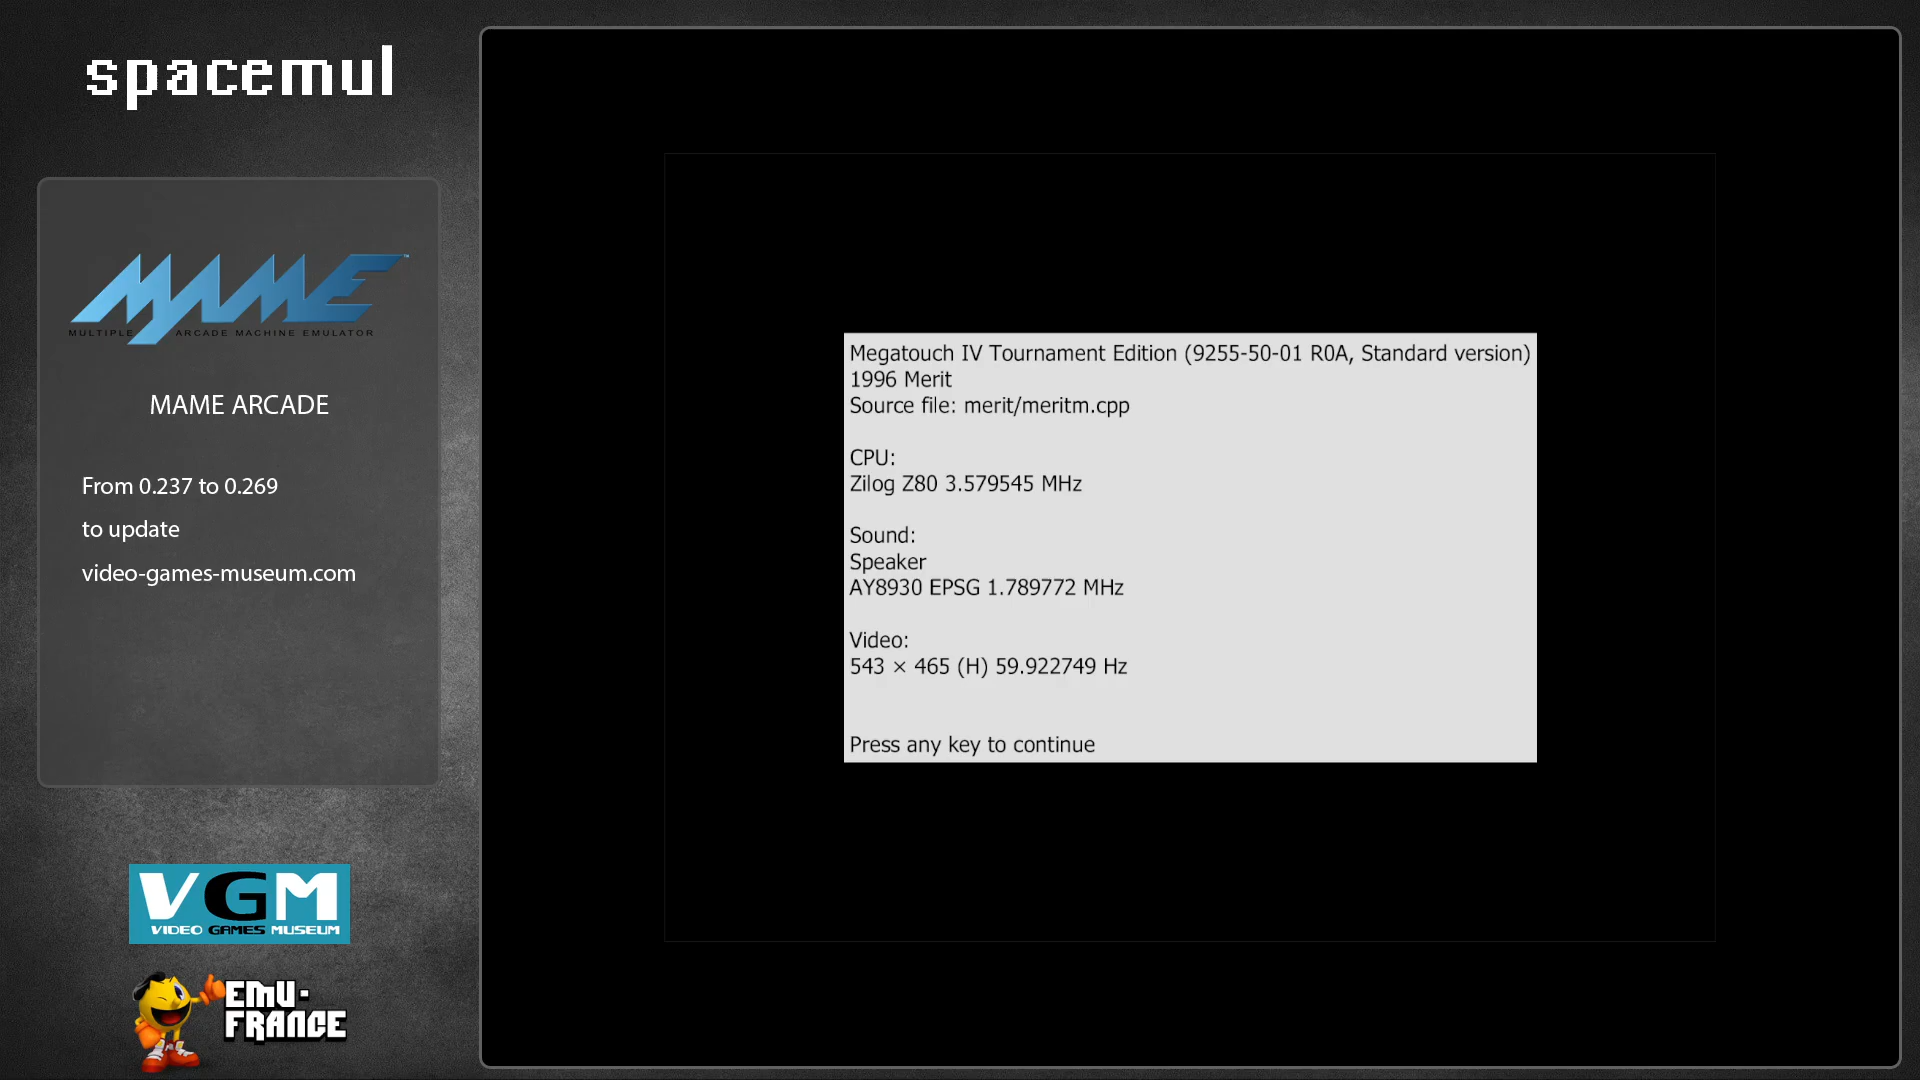 spacemul
MAME
MULTIPLE ARCADE MACHINE EMULATOR
MAME ARCADE
From 0.237 to 0.269
to update
video-games-museum.com
VGM
VIDEO GAMES MUSEUM
EMU-
FRANCE
Megatouch IV Tournament Edition (9255-50-01 R0A, Standard version)
1996 Merit
Source file: merit/meritm.cpp
CPU:
Zilog Z80 3.579545 MHz
Sound:
Speaker
AY8930 EPSG 1.789772 MHz
Video:
543 × 465 (H) 59.922749 Hz
Press any key to continue